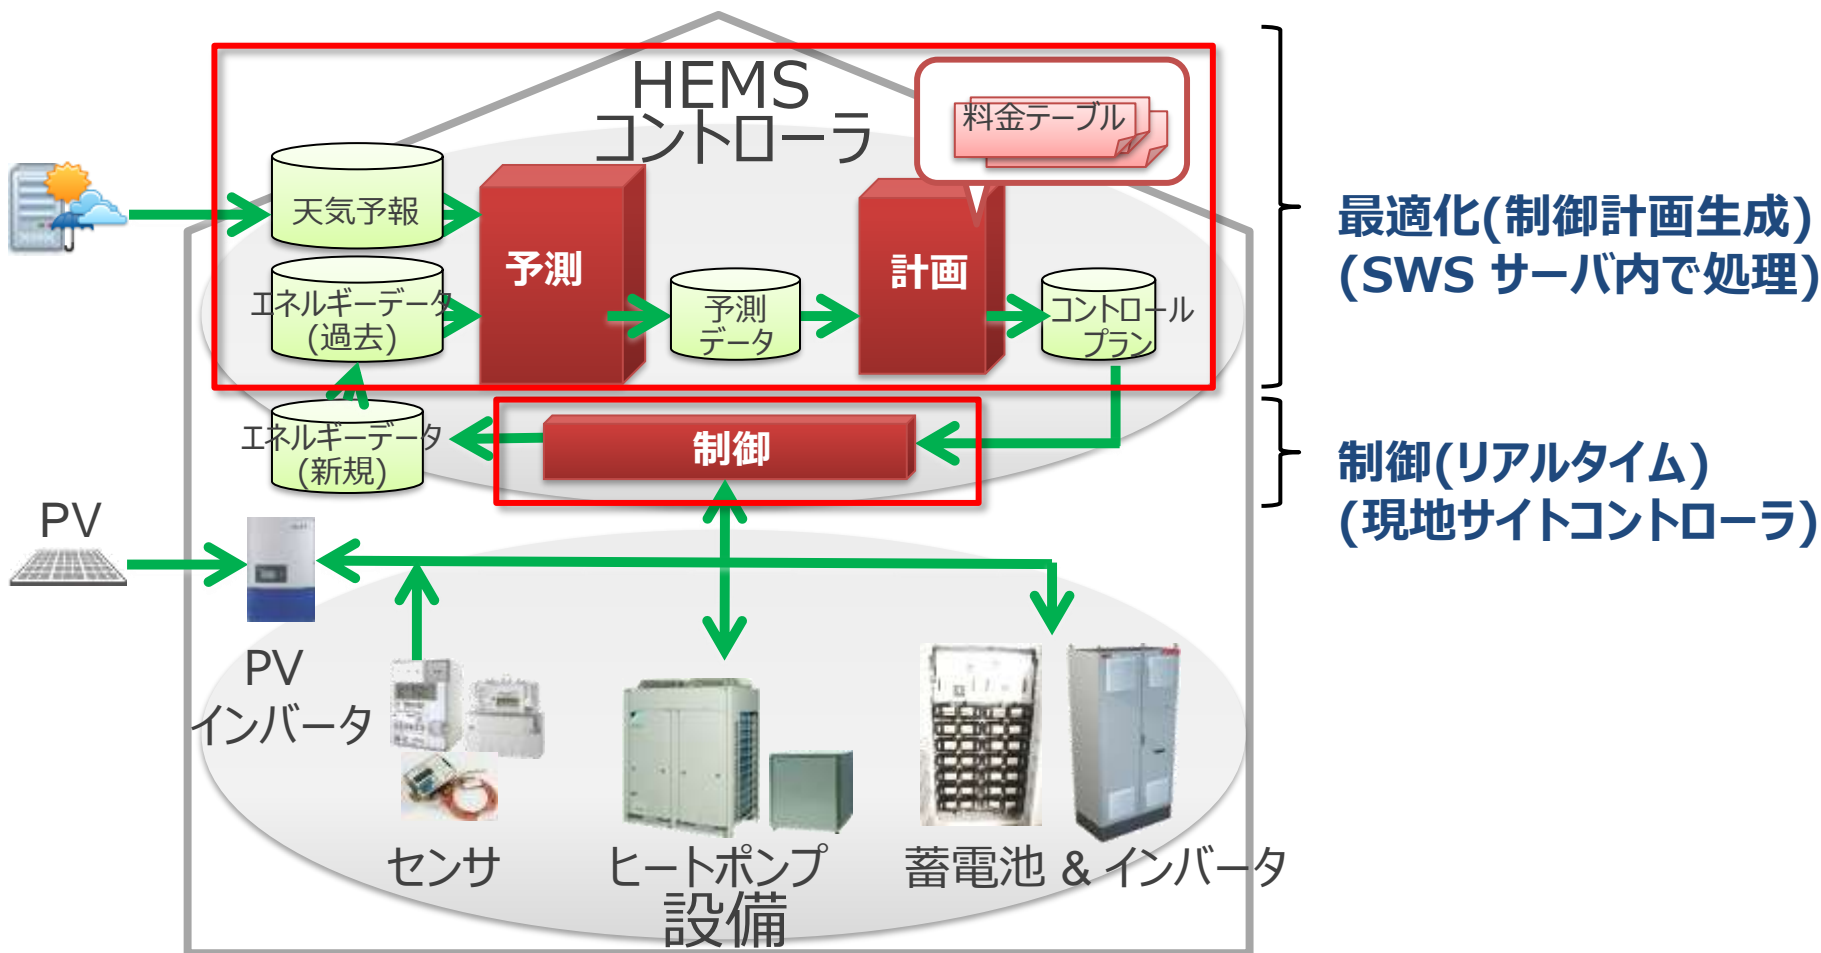 HEMS
コントローラ
料金テーブル
天気予報
予測
計画
エネルギーデータ
(過去)
予測
データ
コントロール
プラン
エネルギーデータ
(新規)
制御
最適化(制御計画生成)
(SWS サーバ内で処理)
制御(リアルタイム)
(現地サイトコントローラ)
PV
PV
インバータ
センサ
ヒートポンプ
蓄電池 & インバータ
設備